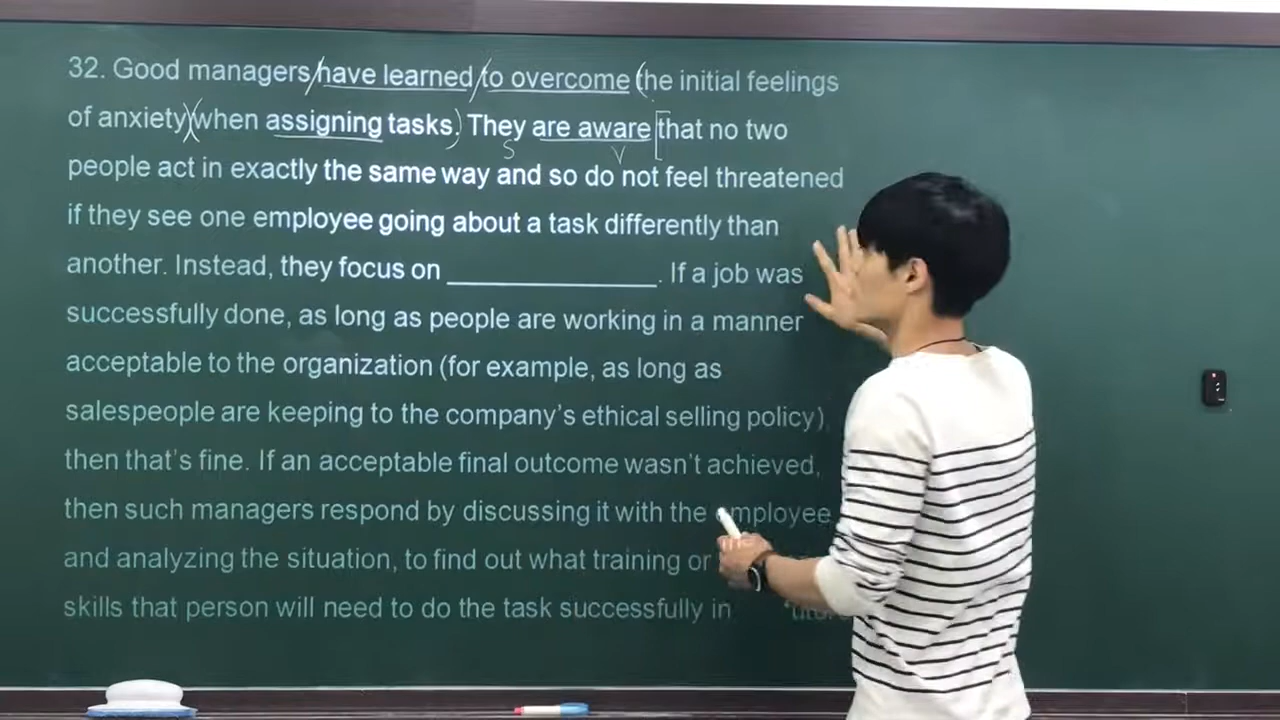 32. Good managers have learned to overcome the initial feelings
of anxiety when assigning tasks. They are aware that no two
S V
people act in exactly the same way and so do not feel threatened
if they see one employee going about a task differently than
another. Instead, they focus on ____________. If a job was
successfully done, as long as people are working in a manner
acceptable to the organization (for example, as long as
salespeople are keeping to the company's ethical selling policy),
then that's fine. If an acceptable final outcome wasn't achieved,
then such managers respond by discussing it with the employee
and analyzing the situation, to find out what training or
skills that person will need to do the task successfully in